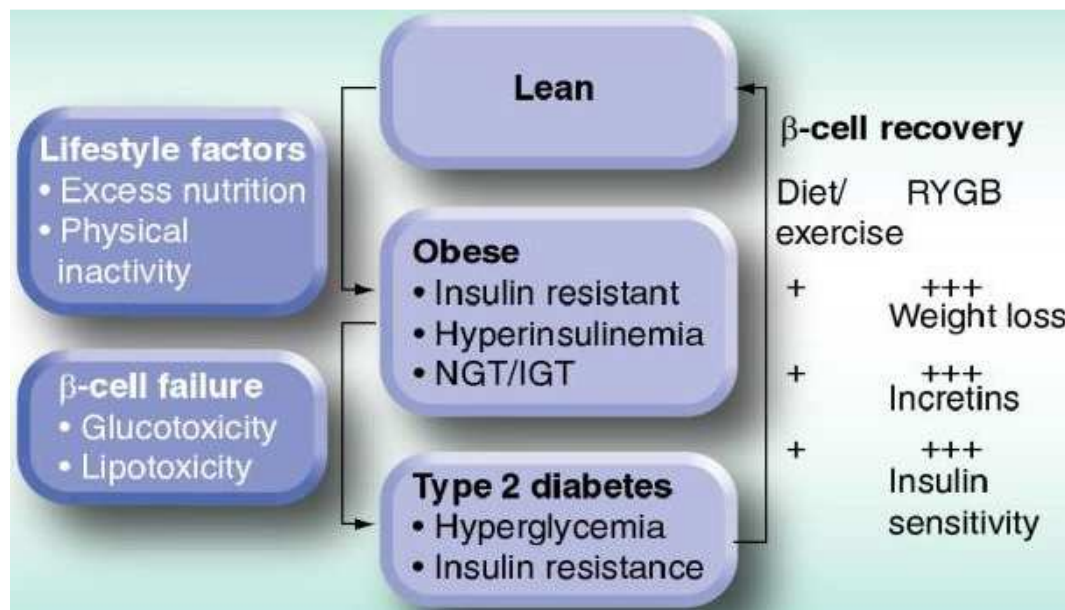 Lean
Lifestyle factors
• Excess nutrition
• Physical
inactivity
Obese
• Insulin resistant
• Hyperinsulinemia
• NGT/IGT
β-cell failure
• Glucotoxicity
• Lipotoxicity
Type 2 diabetes
• Hyperglycemia
• Insulin resistance
β-cell recovery
Diet/ RYGB
exercise
+ +++
Weight loss
+ +++
Incretins
+ +++
Insulin
sensitivity